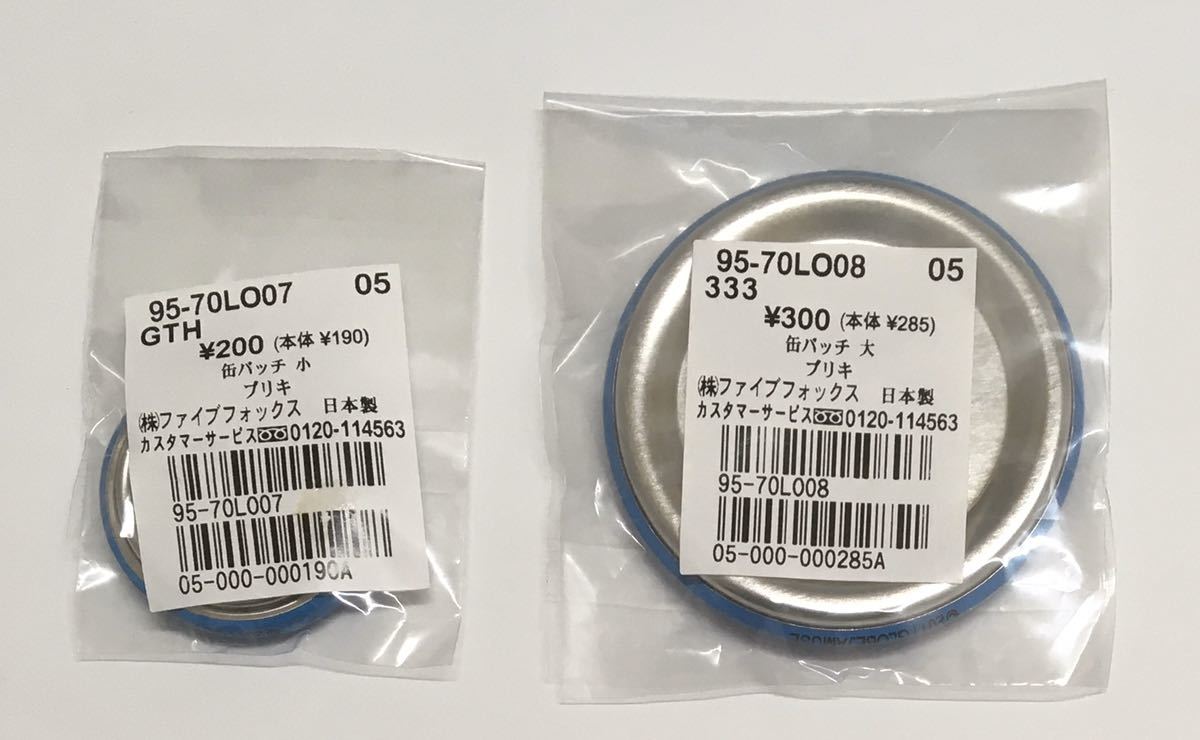 95-70LO07 05
GTH
¥200 (本体 ¥190)
缶バッチ 小
ブリキ
㈱ファイブフォックス 日本製
カスタマーサービス 0120-114563
95-70L007
05-000-000190A
95-70LO08 05
333
¥300 (本体 ¥285)
缶バッチ 大
ブリキ
㈱ファイブフォックス 日本製
カスタマーサービス 0120-114563
95-70L008
05-000-000285A